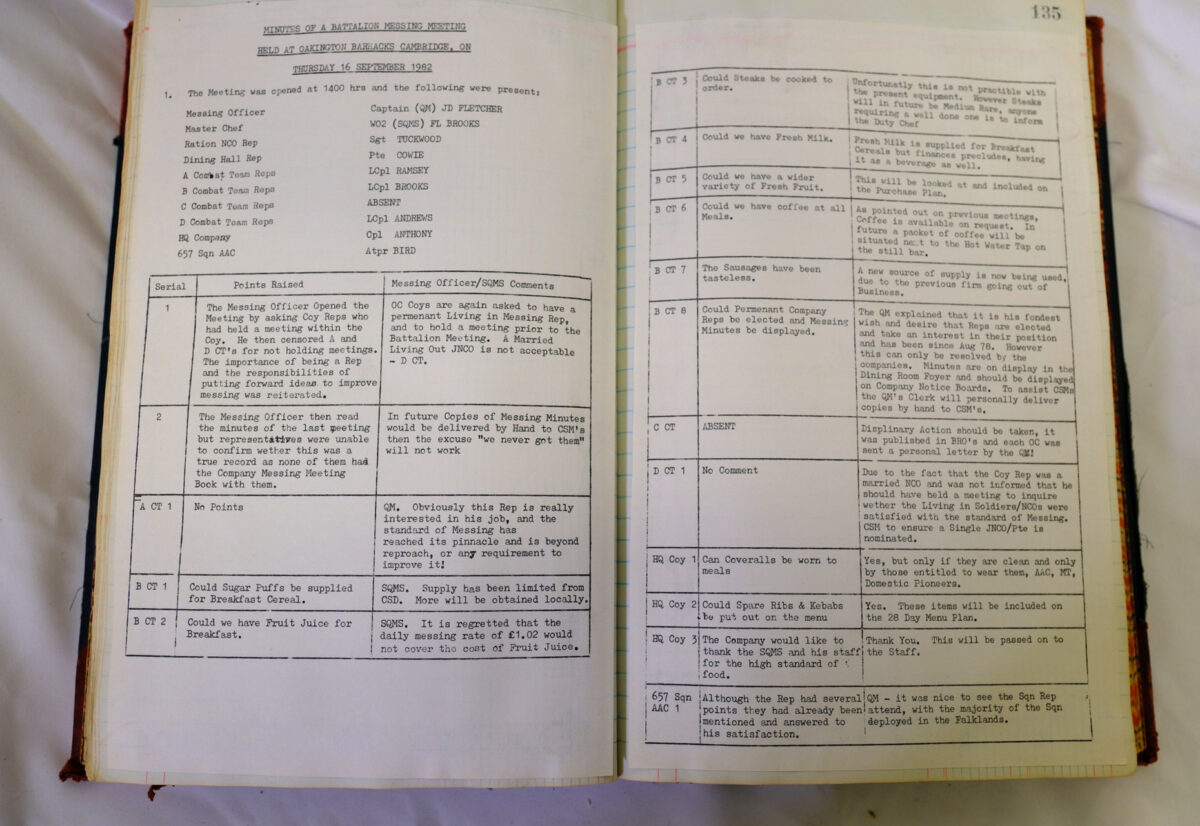 MINUTES OF A BATTALION MESSING MEETING
HELD AT OAKINGTON BARRACKS CAMBRIDGE, ON
THURSDAY 16 SEPTEMBER 1982
1. The Meeting was opened at 1400 hrs and the following were present;
Messing Officer Captain (QM) JD FLETCHER
Master Chef WO2 (SQMS) FL BROOKS
Ration NCO Rep Sgt TUCKWOOD
Dining Hall Rep Pte COWIE
A Combat Team Reps LCpl RAMSEY
B Combat Team Reps LCpl BROOKS
C Combat Team Reps ABSENT
D Combat Team Reps LCpl ANDREWS
HQ Company Cpl ANTHONY
657 Sqn AAC Atpr BIRD
Serial Points Raised Messing Officer/SQMS Comments
1
The Messing Officer Opened the
Meeting by asking Coy Reps who
had held a meeting within the
Coy. He then censored A and
D CT's for not holding meetings.
The importance of being a Rep
and the responsibilities of
putting forward ideas to improve
messing was reiterated.
OC Coys are again asked to have a
permenant Living in Messing Rep,
and to hold a meeting prior to the
Battalion Meeting. A Married
Living Out JNCO is not acceptable
- D CT.
2
The Messing Officer then read
the minutes of the last meeting
but representatives were unable
to confirm wether this was a
true record as none of them had
the Company Messing Meeting
Book with them.
In future Copies of Messing Minutes
would be delivered by Hand to CSM's
then the excuse "we never got them"
will not work
A CT 1
No Points
QM. Obviously this Rep is really
interested in his job, and the
standard of Messing has
reached its pinnacle and is beyond
reproach, or any requirement to
improve it!
B CT 1
Could Sugar Puffs be supplied
for Breakfast Cereal.
SQMS. Supply has been limited from
CSD. More will be obtained locally.
B CT 2
Could we have Fruit Juice for
Breakfast.
SQMS. It is regretted that the
daily messing rate of £1.02 would
not cover the cost of Fruit Juice.
135
B CT 3
Could Steaks be cooked to
order.
Unfortunatly this is not practible with
the present equipment. However Steaks
will in future be Medium Rare, anyone
requiring a well done one is to inform
the Duty Chef
B CT 4
Could we have Fresh Milk.
Fresh Milk is supplied for Breakfast
Cereals but finances precludes, having
it as a beverage as well.
B CT 5
Could we have a wider
variety of Fresh Fruit.
This will be looked at and included on
the Purchase Plan.
B CT 6
Could we have coffee at all
Meals.
As pointed out on previous meetings,
Coffee is available on request. In
future a packet of coffee will be
situated next to the Hot Water Tap on
the still bar.
B CT 7
The Sausages have been
tasteless.
A new source of supply is now being used,
due to the previous firm going out of
Business.
B CT 8
Could Permenant Company
Reps be elected and Messing
Minutes be displayed.
The QM explained that it is his fondest
wish and desire that Reps are elected
and take an interest in their position
and has been since Aug 78. However
this can only be resolved by the
companies. Minutes are on display in the
Dining Room Foyer and should be displayed
on Company Notice Boards. To assist CSMs
the QM's Clerk will personally deliver
copies by hand to CSM's.
C CT
ABSENT
Displinary Action should be taken, it
was published in BRO's and each OC was
sent a personal letter by the QM!
D CT 1
No Comment
Due to the fact that the Coy Rep was a
married NCO and was not informed that he
should have held a meeting to inquire
wether the Living in Soldiers/NCOs were
satisfied with the standard of Messing.
CSM to ensure a Single JNCO/Pte is
nominated.
HQ Coy 1
Can Coveralls be worn to
meals
Yes, but only if they are clean and only
by those entitled to wear them, AAC, MT,
Domestic Pioneers.
HQ Coy 2
Could Spare Ribs & Kebabs
be put out on the menu
Yes. These items will be included on
the 28 Day Menu Plan.
HQ Coy 3
The Company would like to
thank the SQMS and his staff
for the high standard of
food.
Thank You. This will be passed on to
the Staff.
657 Sqn
AAC 1
Although the Rep had several
points they had already been
mentioned and answered to
his satisfaction.
QM - it was nice to see the Sqn Rep
attend, with the majority of the Sqn
deployed in the Falklands.